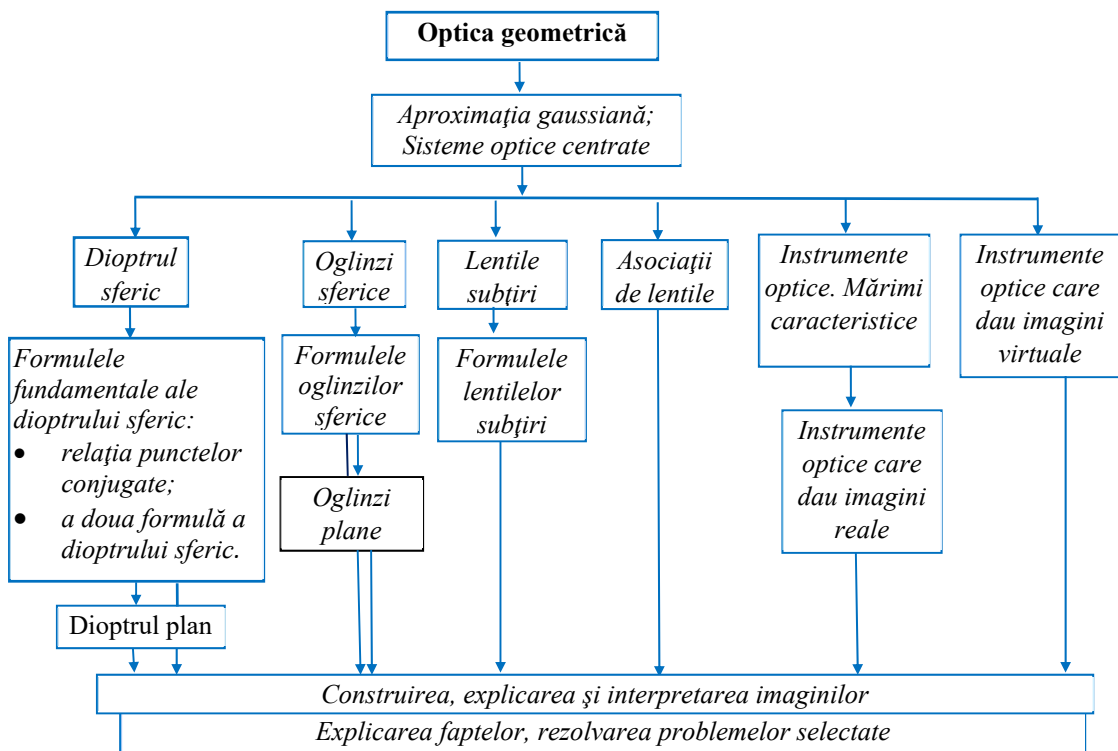 Optica geometrică
Aproximaţia gaussiană;
Sisteme optice centrate
Dioptrul
sferic
Oglinzi
sferice
Lentile
subţiri
Asociaţii
de lentile
Instrumente
optice. Mărimi
caracteristice
Instrumente
optice care
dau imagini
virtuale
Formulele
fundamentale ale
dioptrului sferic:
• relaţia punctelor
conjugate;
• a doua formulă a
dioptrului sferic.
Formulele
oglinzilor
sferice
Formulele
lentilelor
subţiri
Instrumente
optice care
dau imagini
reale
Oglinzi
plane
Dioptrul plan
Construirea, explicarea şi interpretarea imaginilor
Explicarea faptelor, rezolvarea problemelor selectate